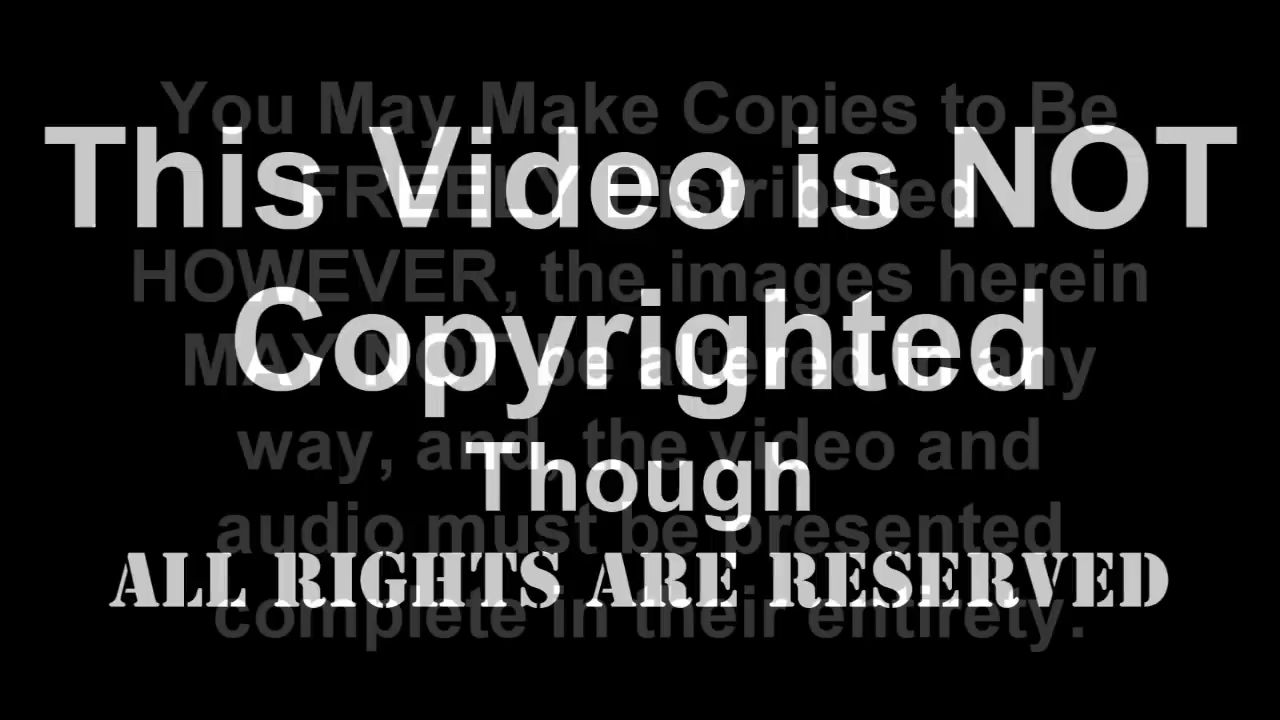 This Video is NOT
Copyrighted
Though
ALL RIGHTS ARE RESERVED
You May Make Copies to Be
FREELY Distributed
HOWEVER, the images herein
MAY NOT be altered in any
way, and, the video and
audio must be presented
complete in their entirety.